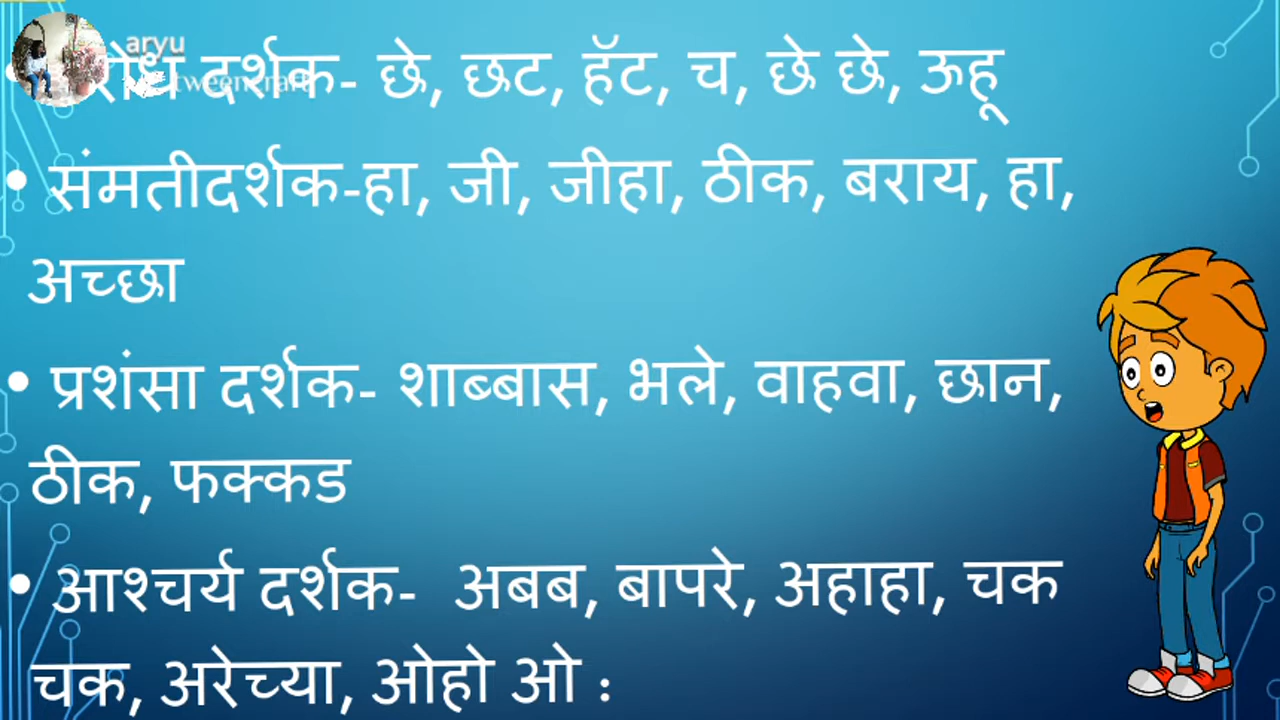 aryu
tweencraft
दर्शक- छे, छट, हॅट, च, छे छे, ऊहू
• संमतीदर्शक-हा, जी, जीहा, ठीक, बराय, हा,
अच्छा
• प्रशंसा दर्शक- शाब्बास, भले, वाहवा, छान,
ठीक, फक्कड
• आश्चर्य दर्शक- अबब, बापरे, अहाहा, चक
चक, अरेच्या, ओहो ओ :